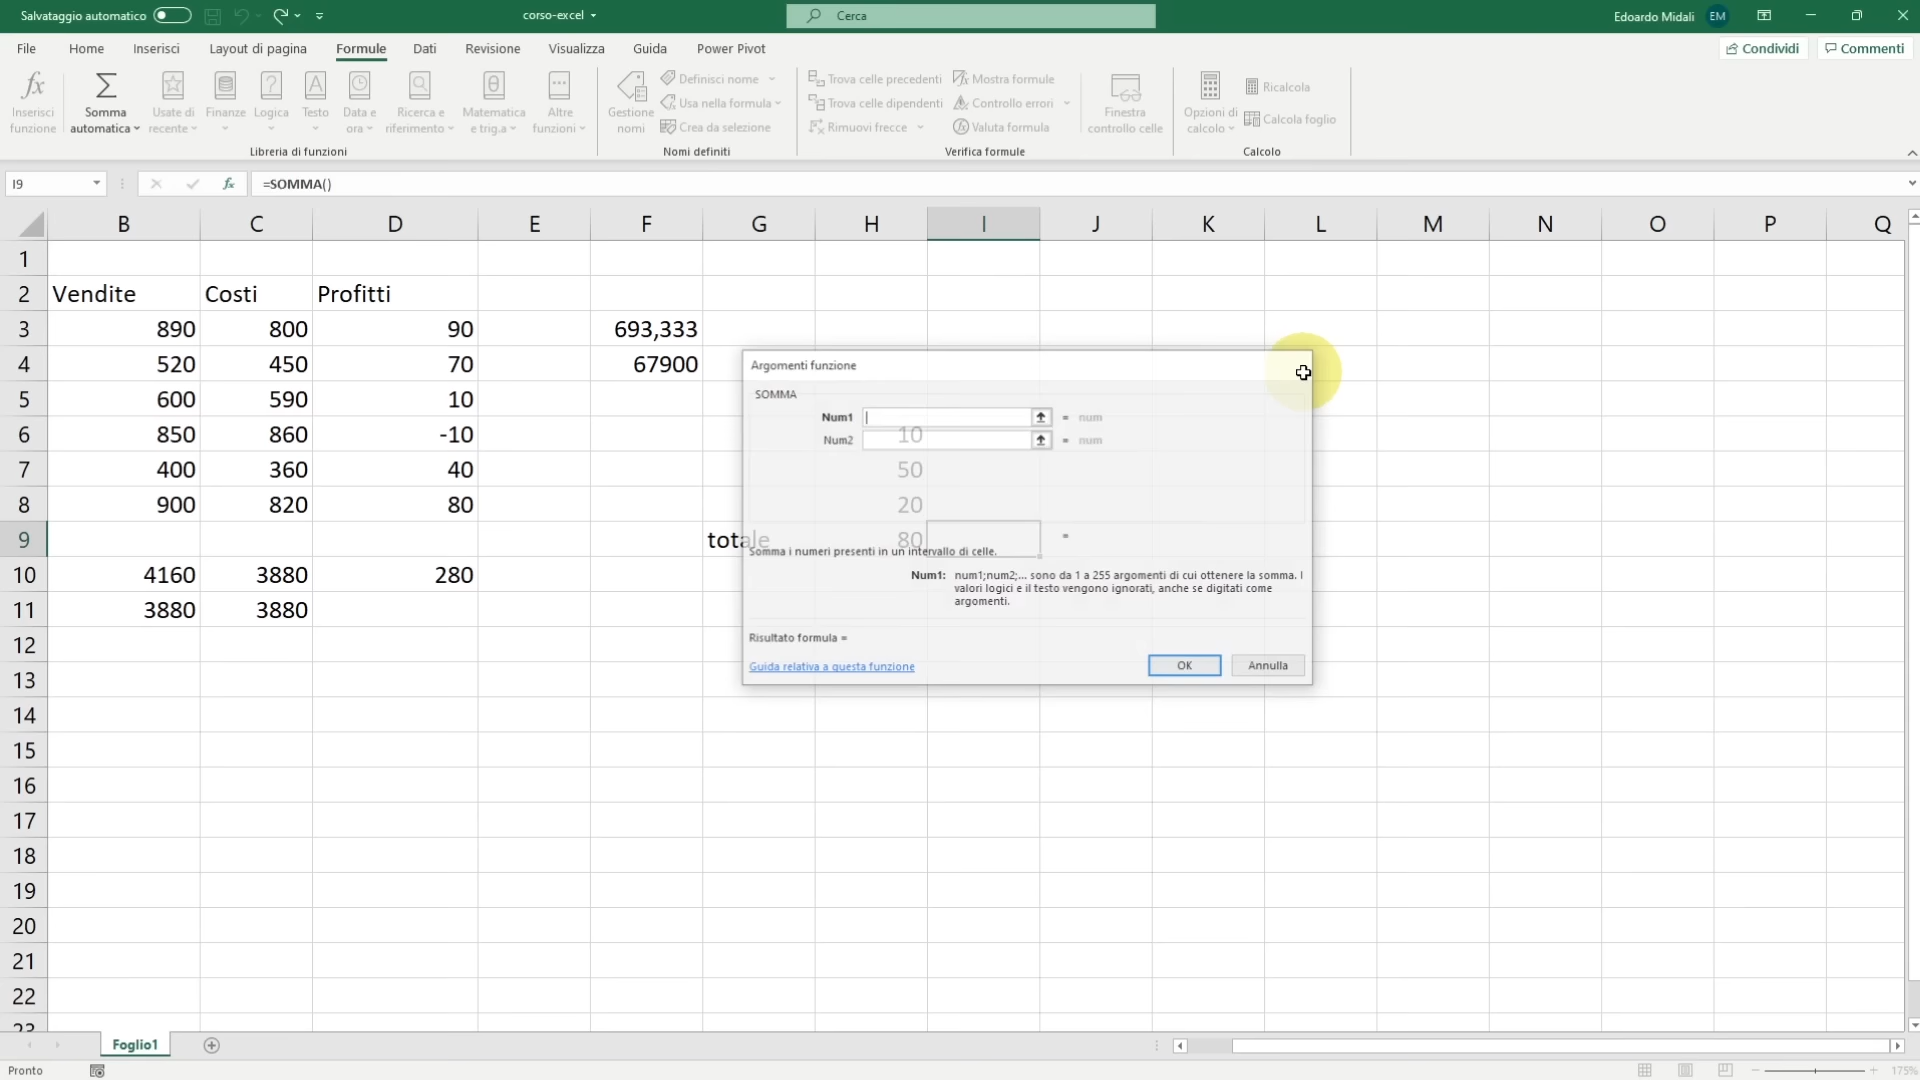 Salvataggio automatico
corso-excel
Cerca
Edoardo Midali EM
File Home Inserisci Layout di pagina Formule Dati Revisione Visualizza Guida Power Pivot
Condividi Commenti
fx Inserisci funzione
Σ Somma automatica
Usate di recente
Finanze
? Logica
A Testo
Data e ora
Ricerca e riferimento
θ Matematica e trig.a
... Altre funzioni
Libreria di funzioni
Gestione nomi
Definisci nome
Usa nella formula
Crea da selezione
Nomi definiti
Trova celle precedenti
Trova celle dipendenti
Rimuovi frecce
Mostra formule
Controllo errori
Valuta formula
Verifica formule
Finestra controllo celle
Opzioni di calcolo
Ricalcola
Calcola foglio
Calcolo
I9 fx =SOMMA()
B C D E F G H I J K L M N O P Q
1
2 Vendite Costi Profitti
3 890 800 90 693,333
4 520 450 70 67900
5 600 590 10
6 850 860 -10 10
7 400 360 40 50
8 900 820 80 20
9 totale 80
10 4160 3880 280
11 3880 3880
12
13
14
15
16
17
18
19
20
21
22
23
Argomenti funzione
SOMMA
Num1 = num
Num2 = num
=
Somma i numeri presenti in un intervallo di celle.
Num1: num1;num2;... sono da 1 a 255 argomenti di cui ottenere la somma. I
valori logici e il testo vengono ignorati, anche se digitati come
argomenti.
Risultato formula =
Guida relativa a questa funzione
OK Annulla
Foglio1
Pronto
175%